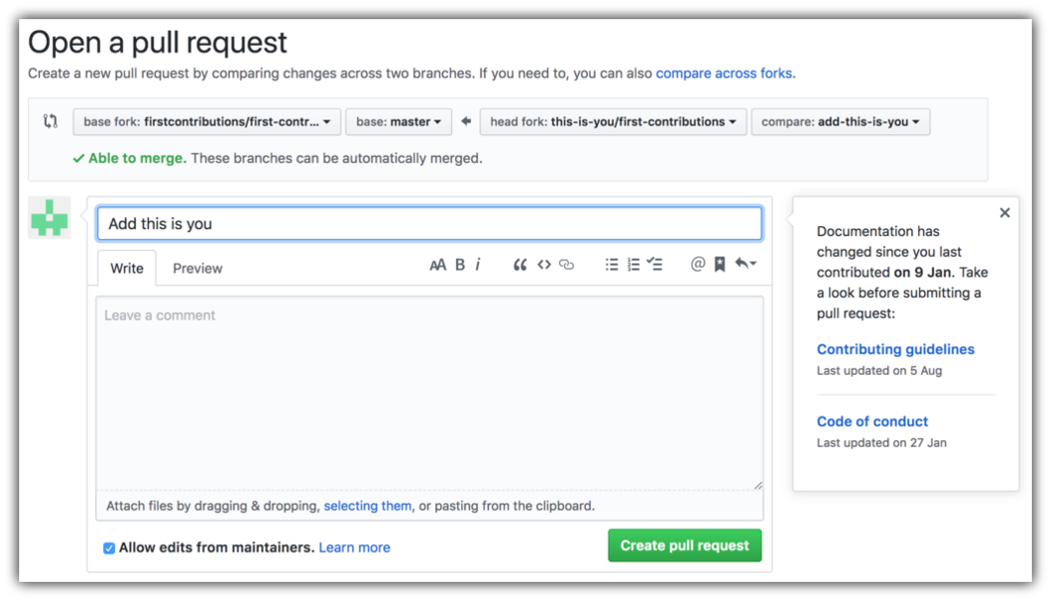 Open a pull request
Create a new pull request by comparing changes across two branches. If you need to, you can also compare across forks.
base fork: firstcontributions/first-contr... base: master head fork: this-is-you/first-contributions compare: add-this-is-you
Able to merge. These branches can be automatically merged.
Add this is you
Write Preview
AA B i
Leave a comment
Attach files by dragging & dropping, selecting them, or pasting from the clipboard.
Allow edits from maintainers. Learn more
Create pull request
Documentation has
changed since you last
contributed on 9 Jan. Take
a look before submitting a
pull request:
Contributing guidelines
Last updated on 5 Aug
Code of conduct
Last updated on 27 Jan